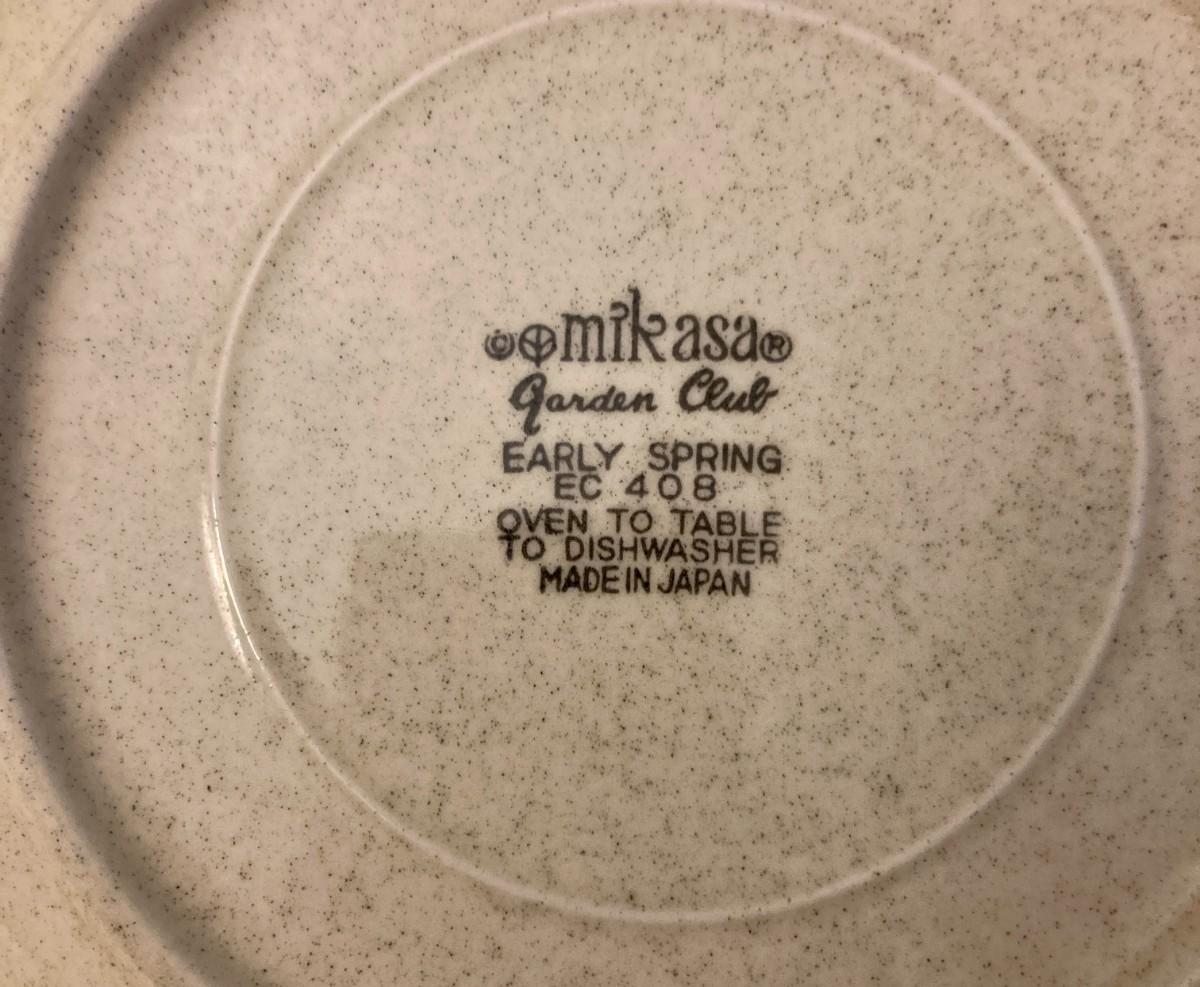 © mikasa ®
Garden Club
EARLY SPRING
EC 408
OVEN TO TABLE
TO DISHWASHER
MADE IN JAPAN